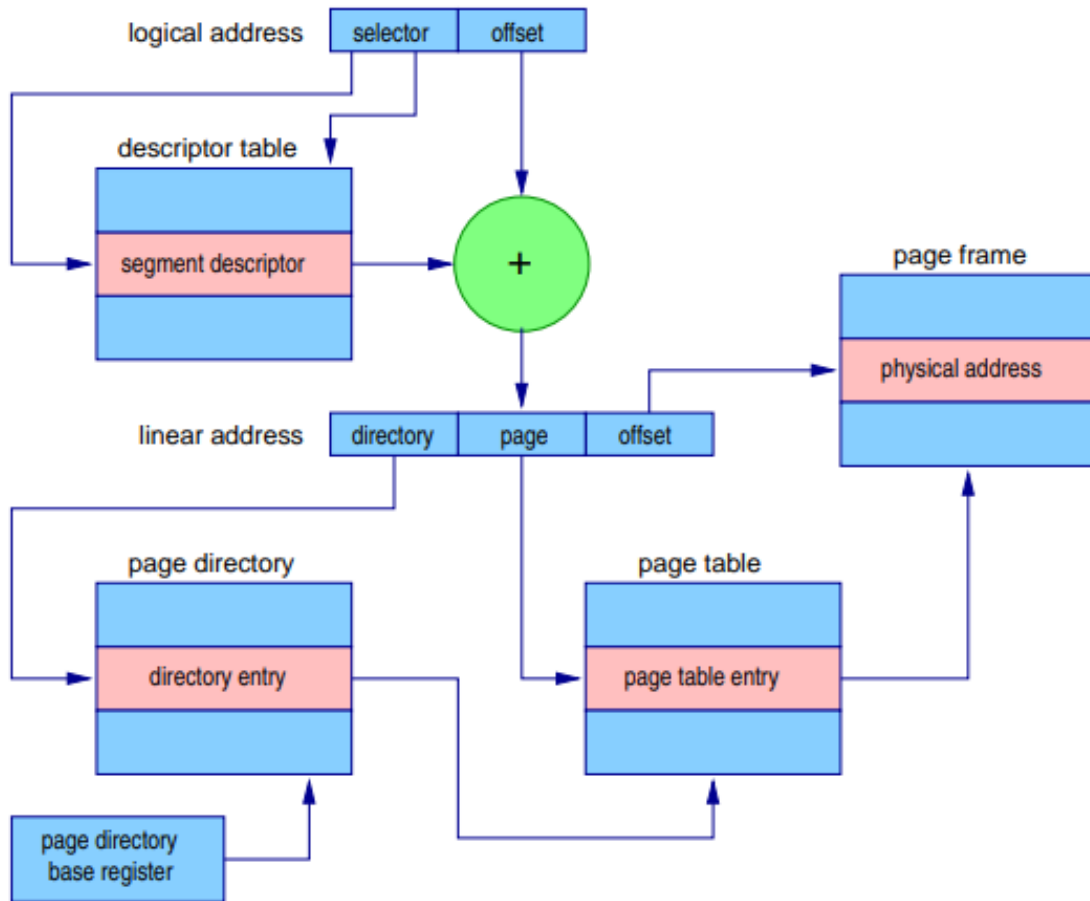 logical address
selector
offset
descriptor table
segment descriptor
+
page frame
physical address
linear address
directory
page
offset
page directory
directory entry
page table
page table entry
page directory
base register